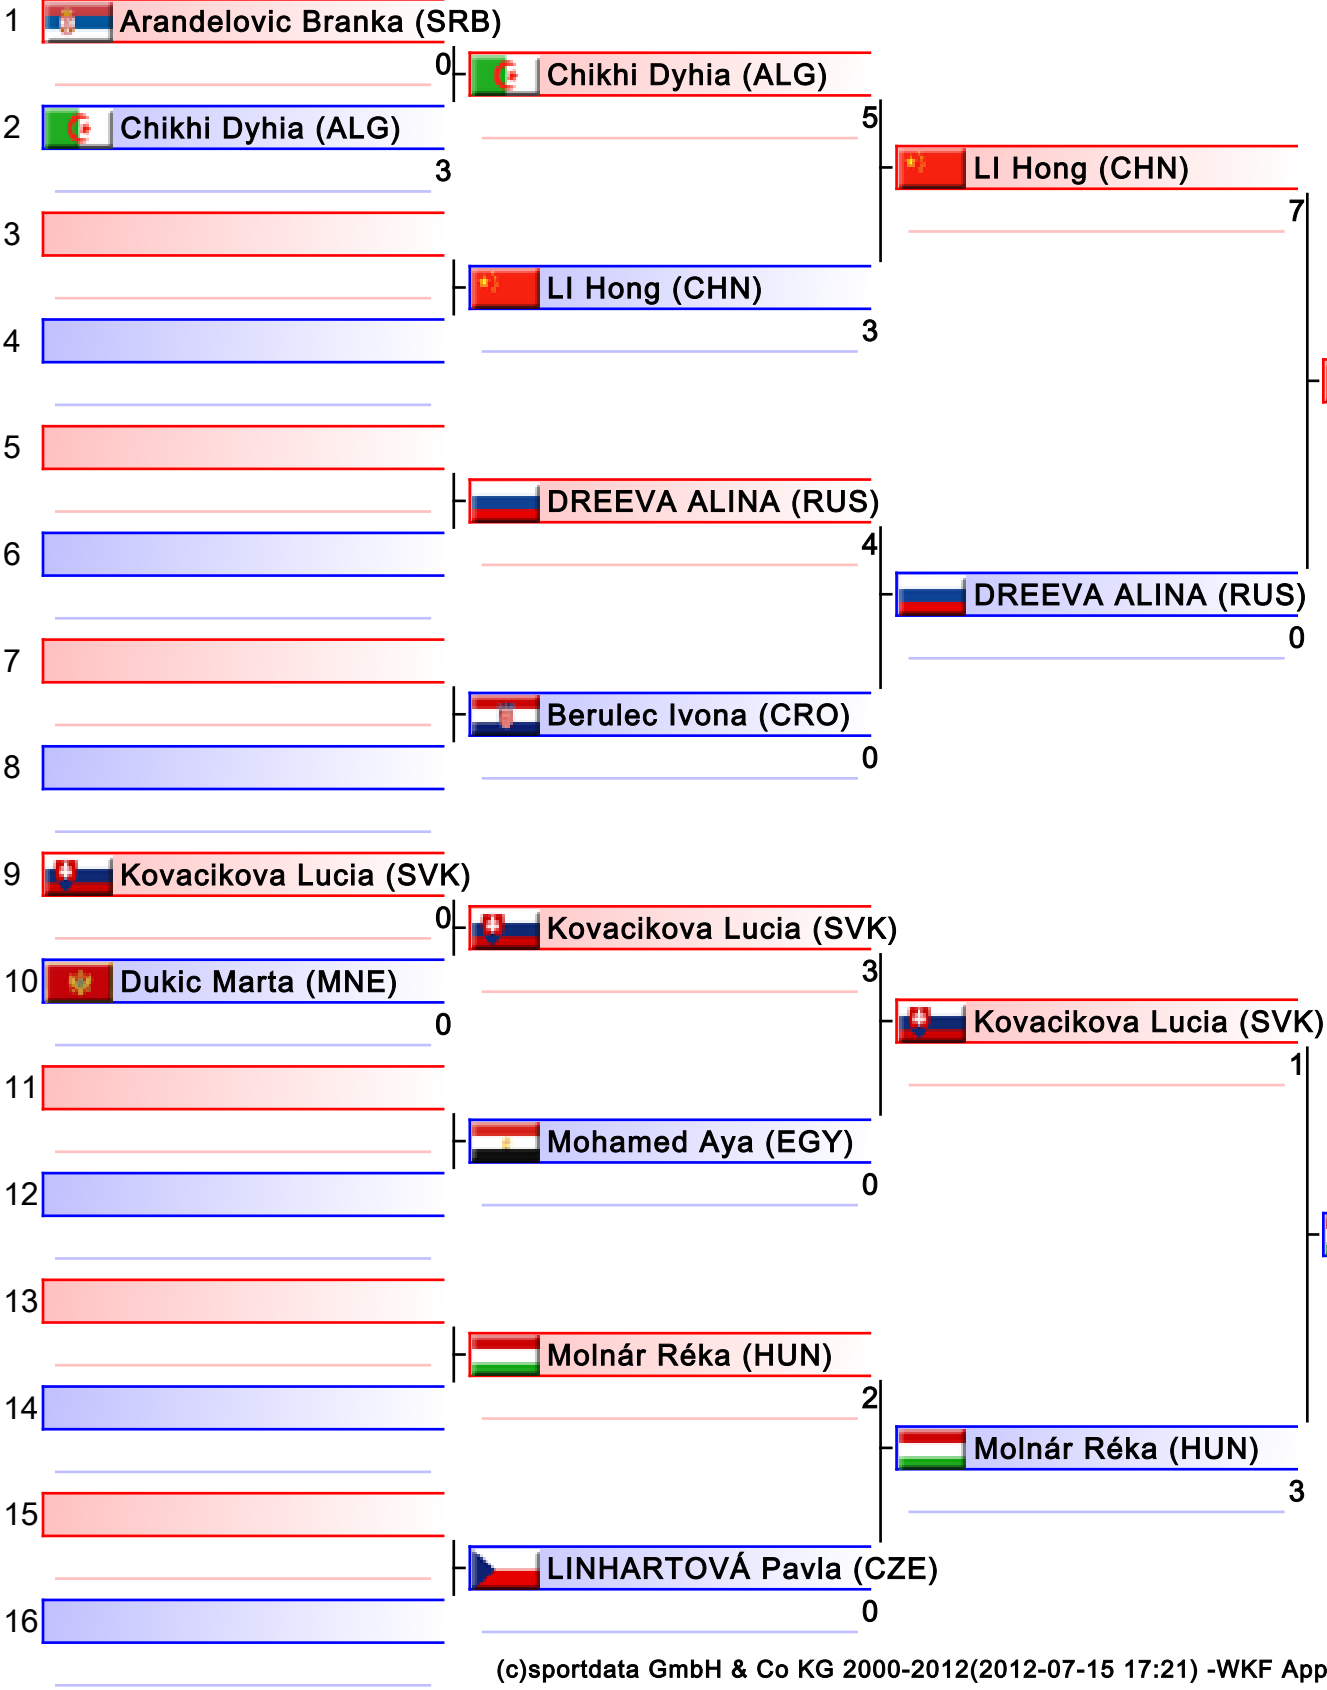 1 Arandelovic Branka (SRB)
0
Chikhi Dyhia (ALG)
5
2 Chikhi Dyhia (ALG)
3
LI Hong (CHN)
7
3
LI Hong (CHN)
3
4
5
DREEVA ALINA (RUS)
4
6
DREEVA ALINA (RUS)
0
7
Berulec Ivona (CRO)
0
8
9 Kovacikova Lucia (SVK)
0
Kovacikova Lucia (SVK)
3
10 Dukic Marta (MNE)
0
Kovacikova Lucia (SVK)
1
11
Mohamed Aya (EGY)
0
12
13
Molnár Réka (HUN)
2
14
Molnár Réka (HUN)
3
15
LINHARTOVÁ Pavla (CZE)
0
16
(c)sportdata GmbH & Co KG 2000-2012(2012-07-15 17:21) -WKF App